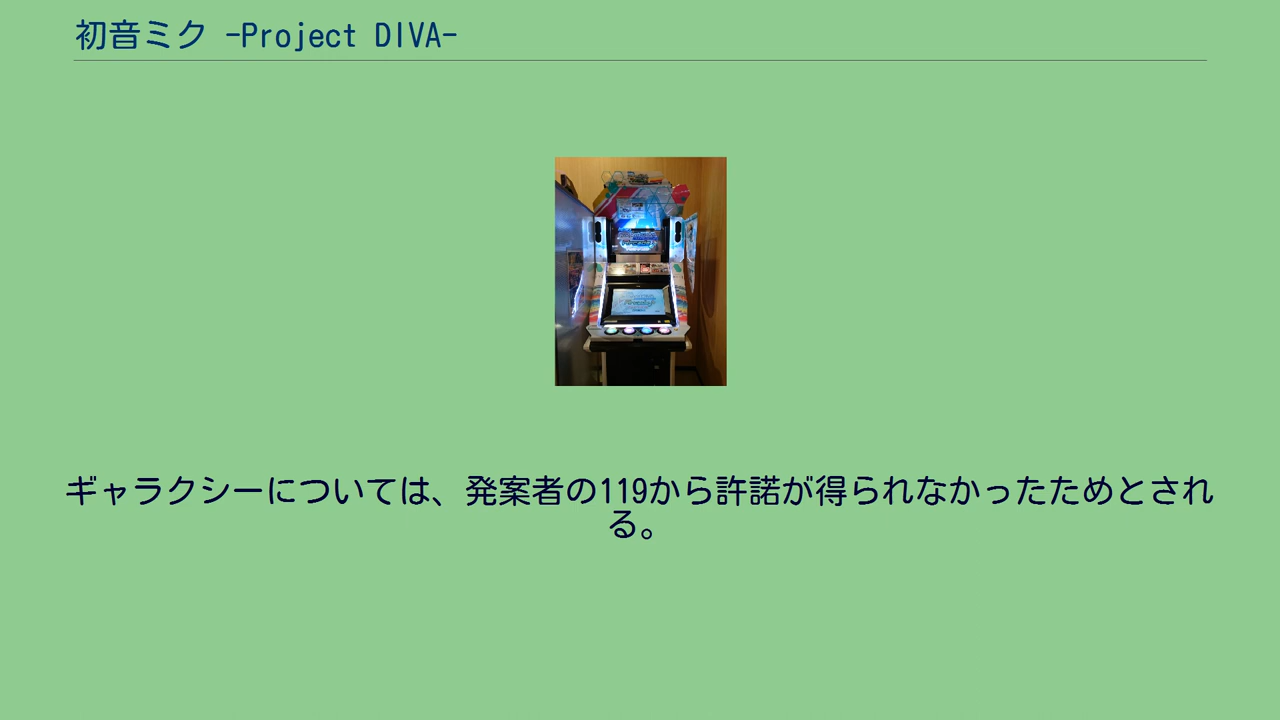 初音ミク -Project DIVA-
ギャラクシーについては、発案者の119から許諾が得られなかったためとされ
る。